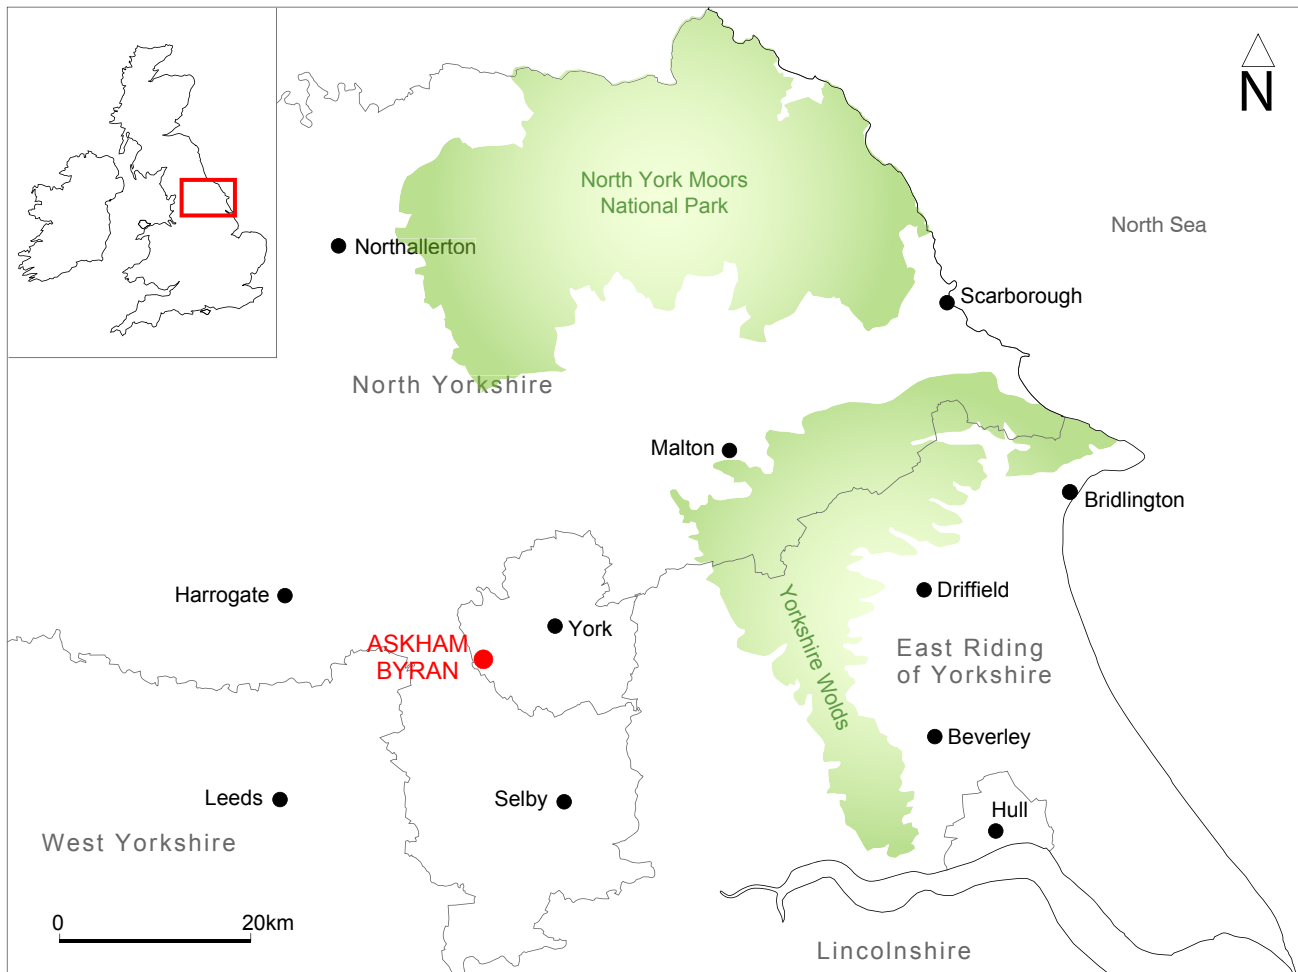 N
North York Moors
National Park
North Sea
Northallerton
Scarborough
North Yorkshire
Malton
Bridlington
Harrogate
Driffield
York
ASKHAM
BYRAN
Yorkshire Wolds
East Riding
of Yorkshire
Beverley
Leeds
Selby
Hull
West Yorkshire
0 20km
Lincolnshire